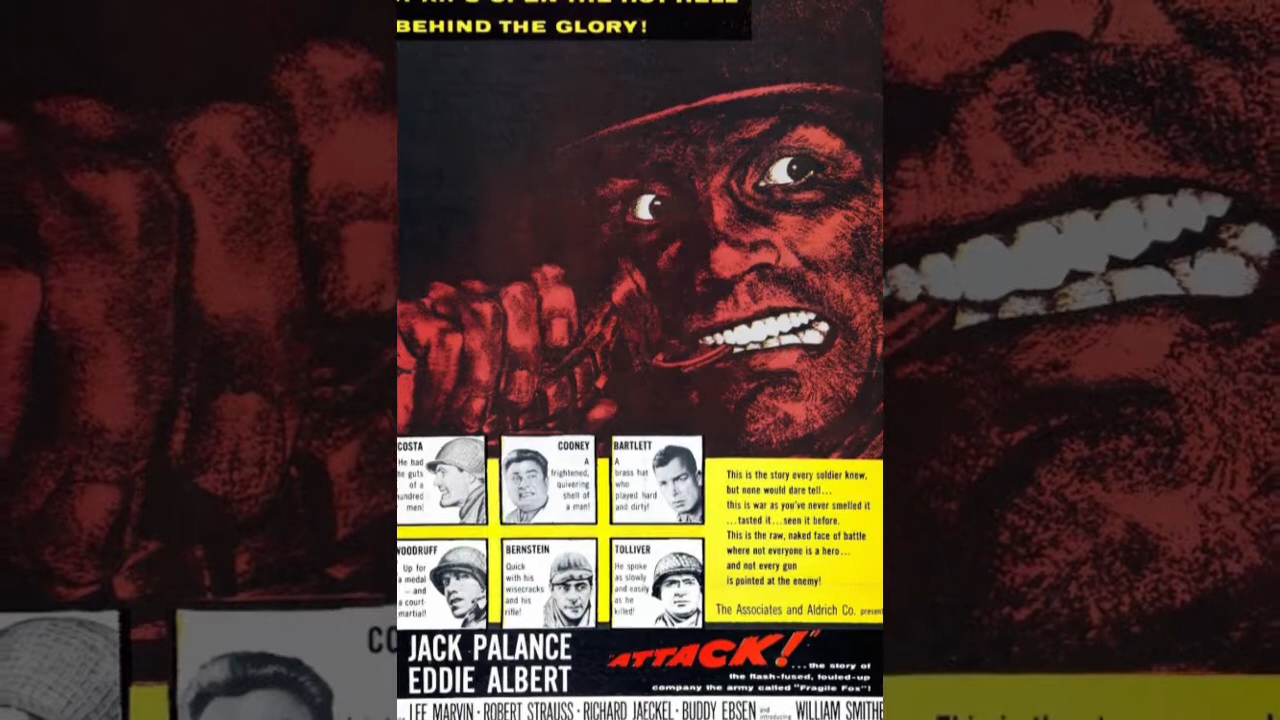 BEHIND THE GLORY!
COSTA
He had
guts
of a
men!
COONEY
A
frightened,
quivering
shell of
a man!
BARTLETT
A
brass hat
who
played hard
and dirty!
WOODRUFF
Up for
a medal
— and
a court-
martial!
BERNSTEIN
Quick
with his
wisecracks
and his
rifle!
TOLLIVER
He spoke
as slowly
and easily
as he
killed!
This is the story every soldier knew,
but none would dare tell...
this is war as you've never smelled it
...tasted it...seen it before.
This is the raw, naked face of battle
where not everyone is a hero...
and not every gun
is pointed at the enemy!
The Associates and Aldrich Co. present
JACK PALANCE
EDDIE ALBERT
ATTACK!
...the story of
the flash-fused, fouled-up
company the army called "Fragile Fox"!
LEE MARVIN · ROBERT STRAUSS · RICHARD JAECKEL · BUDDY EBSEN and introducing WILLIAM SMITHE